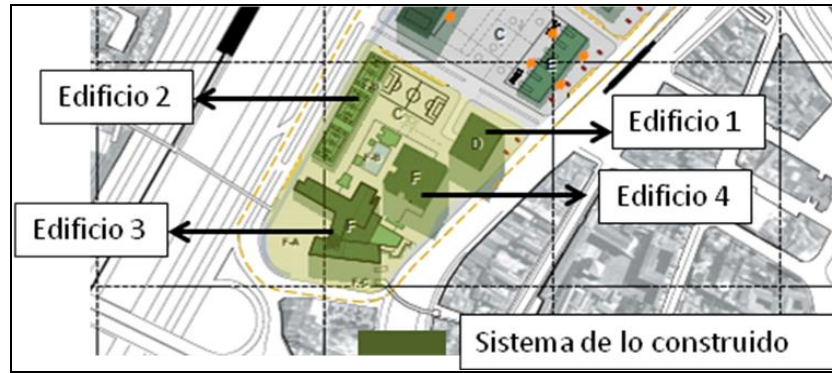 C
E
Edificio 2
Edificio 1
C
D
F
Edificio 4
Edificio 3
F
F-A
F-C
Sistema de lo construido